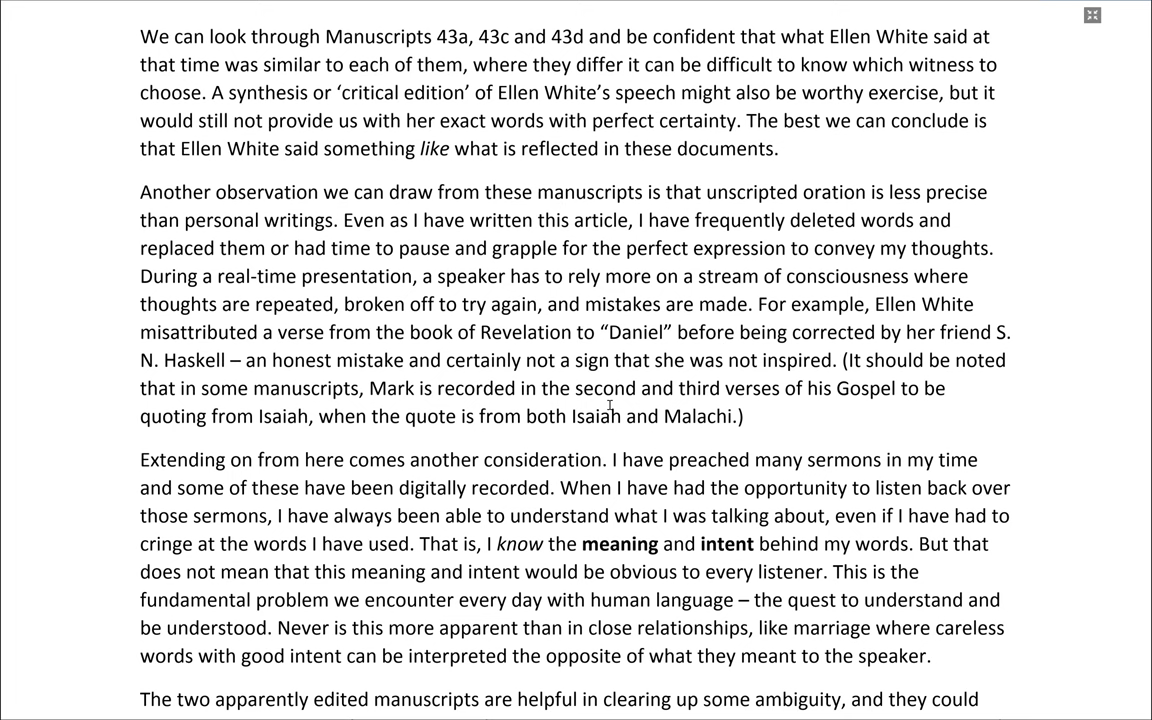 We can look through Manuscripts 43a, 43c and 43d and be confident that what Ellen White said at
that time was similar to each of them, where they differ it can be difficult to know which witness to
choose. A synthesis or ‘critical edition’ of Ellen White’s speech might also be worthy exercise, but it
would still not provide us with her exact words with perfect certainty. The best we can conclude is
that Ellen White said something like what is reflected in these documents.
Another observation we can draw from these manuscripts is that unscripted oration is less precise
than personal writings. Even as I have written this article, I have frequently deleted words and
replaced them or had time to pause and grapple for the perfect expression to convey my thoughts.
During a real-time presentation, a speaker has to rely more on a stream of consciousness where
thoughts are repeated, broken off to try again, and mistakes are made. For example, Ellen White
misattributed a verse from the book of Revelation to “Daniel” before being corrected by her friend S.
N. Haskell – an honest mistake and certainly not a sign that she was not inspired. (It should be noted
that in some manuscripts, Mark is recorded in the second and third verses of his Gospel to be
quoting from Isaiah, when the quote is from both Isaiah and Malachi.)
Extending on from here comes another consideration. I have preached many sermons in my time
and some of these have been digitally recorded. When I have had the opportunity to listen back over
those sermons, I have always been able to understand what I was talking about, even if I have had to
cringe at the words I have used. That is, I know the meaning and intent behind my words. But that
does not mean that this meaning and intent would be obvious to every listener. This is the
fundamental problem we encounter every day with human language – the quest to understand and
be understood. Never is this more apparent than in close relationships, like marriage where careless
words with good intent can be interpreted the opposite of what they meant to the speaker.
The two apparently edited manuscripts are helpful in clearing up some ambiguity, and they could